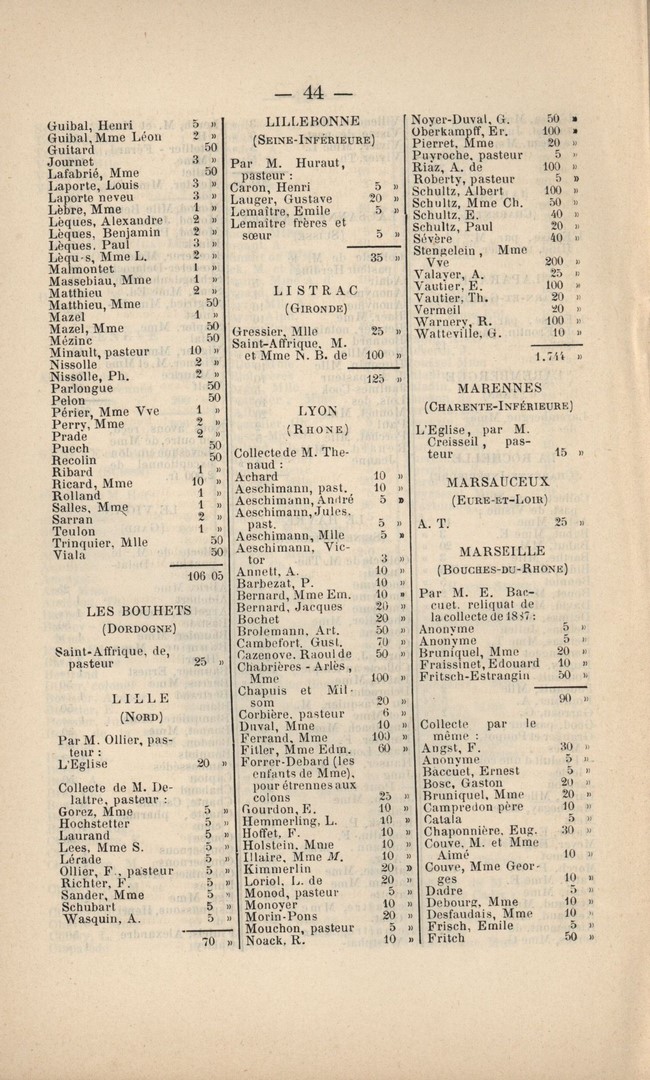 — 44 —
Guibal, Henri 5 »
Guibal, Mme Léon 2 »
Guitard 50
Journet 3 »
Lafabrié, Mme 50
Laporte, Louis 3 »
Laporte neveu 3 »
Lèbre, Mme 1 »
Lèques, Alexandre 2 »
Lèques, Benjamin 2 »
Lèques, Paul 3 »
Lèqu-s, Mme L. 2 »
Malmontet 1 »
Massebiau, Mme 1 »
Matthieu 2 »
Matthieu, Mme 50
Mazel 1 »
Mazel, Mme 50
Mézinc 50
Minault, pasteur 10 »
Nissolle 2 »
Nissolle, Ph. 2 »
Parlongue 50
Pelon 50
Périer, Mme Vve 1 »
Perry, Mme 2 »
Prade 2 »
Puech 50
Recolin 50
Ribard 1 »
Ricard, Mme 10 »
Rolland 1 »
Salles, Mme 1 »
Sarran 2 »
Teulon 1 »
Trinquier, Mlle 50
Viala 50
106 05
LES BOUHETS
(DORDOGNE)
Saint-Affrique, de,
pasteur 25 »
LILLE
(NORD)
Par M. Ollier, pas-
teur :
L'Eglise 20 »
Collecte de M. De-
lattre, pasteur :
Gorez, Mme 5 »
Hochstetter 5 »
Laurand 5 »
Lees, Mme S. 5 »
Lérade 5 »
Ollier, F., pasteur 5 »
Richter, F. 5 »
Sander, Mme 5 »
Schubart 5 »
Wasquin, A. 5 »
70 »
LILLEBONNE
(SEINE-INFÉRIEURE)
Par M. Huraut,
pasteur :
Caron, Henri 5 »
Lauger, Gustave 20 »
Lemaître, Emile 5 »
Lemaître frères et
sœur 5 »
35 »
LISTRAC
(GIRONDE)
Gressier, Mlle 25 »
Saint-Affrique, M.
et Mme N. B. de 100 »
125 »
LYON
(RHONE)
Collecte de M. The-
naud :
Achard 10 »
Aeschimann, past. 10 »
Aeschimann, André 5 »
Aeschimann, Jules,
past. 5 »
Aeschimann, Mlle 5 »
Aeschimann, Vic-
tor 3 »
Annett, A. 10 »
Barbezat, P. 10 »
Bernard, Mme Em. 10 »
Bernard, Jacques 20 »
Bochet 20 »
Brolemann, Art. 50 »
Cambefort, Gust. 70 »
Cazenove, Raoul de 50 »
Chabrières - Arlès,
Mme 100 »
Chapuis et Mil-
som 20 »
Corbière, pasteur 6 »
Duval, Mme 10 »
Ferrand, Mme 100 »
Fitler, Mme Edm. 60 »
Forrer-Debard (les
enfants de Mme),
pour étrennes aux
colons 25 »
Gourdon, E. 10 »
Hemmerling, L. 10 »
Hoffet, F. 10 »
Holstein, Mme 10 »
Illaire, Mme M. 10 »
Kimmerlin 20 »
Loriol, L. de 20 »
Monod, pasteur 5 »
Monoyer 10 »
Morin-Pons 20 »
Mouchon, pasteur 5 »
Noack, R. 10 »
Noyer-Duval, G. 50 »
Oberkampff, Er. 100 »
Pierret, Mme 20 »
Puyroche, pasteur 5 »
Riaz, A. de 100 »
Roberty, pasteur 5 »
Schultz, Albert 100 »
Schultz, Mme Ch. 50 »
Schultz, E. 40 »
Schultz, Paul 20 »
Sévère 40 »
Stengelein, Mme
Vve 200 »
Valayer, A. 25 »
Vautier, E. 100 »
Vautier, Th. 20 »
Vermeil 20 »
Warnery, R. 100 »
Watteville, G. 10 »
1.744 »
MARENNES
(CHARENTE-INFÉRIEURE)
L'Eglise, par M.
Creisseil, pas-
teur 15 »
MARSAUCEUX
(EURE-ET-LOIR)
A. T. 25 »
MARSEILLE
(BOUCHES-DU-RHONE)
Par M. E. Bac-
cuet, reliquat de
la collecte de 1887 :
Anonyme 5 »
Anonyme 5 »
Bruniquel, Mme 20 »
Fraissinet, Edouard 10 »
Fritsch-Estrangin 50 »
90 »
Collecte par le
même :
Angst, F. 30 »
Anonyme 5 »
Baccuet, Ernest 5 »
Bosc, Gaston 20 »
Bruniquel, Mme 20 »
Campredon père 10 »
Catala 5 »
Chaponnière, Eug. 30 »
Couve, M. et Mme
Aimé 10 »
Couve, Mme Geor-
ges 10 »
Dadre 5 »
Debourg, Mme 10 »
Desfaudais, Mme 10 »
Frisch, Emile 5 »
Fritch 50 »